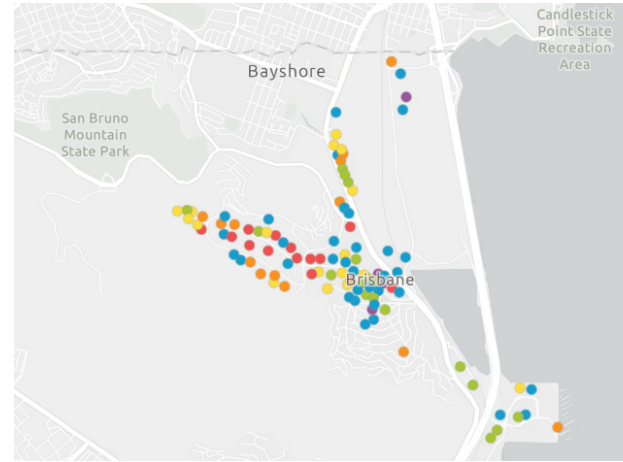 Candlestick
Point State
Recreation
Area
Bayshore
San Bruno
Mountain
State Park
Brisbane